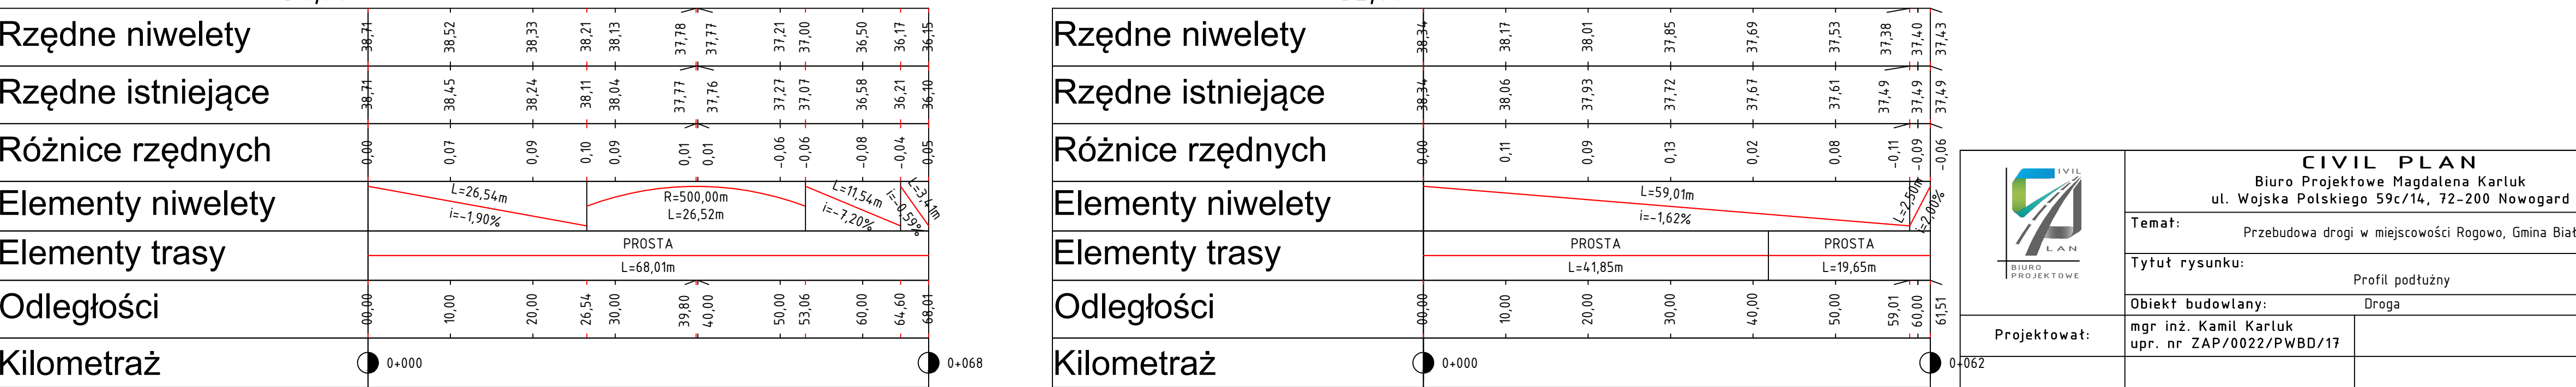 Rzędne niwelety 38,71 38,52 38,33 38,21 38,13 37,78 37,77 37,21 37,00 36,50 36,17 36,15
Rzędne istniejące 38,71 38,45 38,24 38,11 38,04 37,77 37,76 37,27 37,07 36,58 36,21 36,10
Różnice rzędnych 0,00 0,07 0,09 0,10 0,09 0,01 0,01 -0,06 -0,06 -0,08 -0,04 0,05
Elementy niwelety L=26,54m R=500,00m L=11,54m L=3,41m
i=-1,90% L=26,52m i=-7,20% i=-0,59%
Elementy trasy PROSTA
L=68,01m
Odległości 00,00 10,00 20,00 26,54 30,00 39,80 40,00 50,00 53,06 60,00 64,60 68,01
Kilometraż 0+000 0+068
Rzędne niwelety 38,34 38,17 38,01 37,85 37,69 37,53 37,38 37,40 37,43
Rzędne istniejące 38,34 38,06 37,93 37,72 37,67 37,61 37,49 37,49 37,49
Różnice rzędnych 0,00 0,11 0,09 0,13 0,02 0,08 -0,11 -0,09 -0,06
Elementy niwelety L=59,01m L=2,50m
i=-1,62% i=2,00%
Elementy trasy PROSTA PROSTA
L=41,85m L=19,65m
Odległości 00,00 10,00 20,00 30,00 40,00 50,00 59,01 60,00 61,51
Kilometraż 0+000 0+062
IVIL
LAN
BIURO
PROJEKTOWE
CIVIL PLAN
Biuro Projektowe Magdalena Karluk
ul. Wojska Polskiego 59c/14, 72-200 Nowogard
Temat:
Przebudowa drogi w miejscowości Rogowo, Gmina Biał
Tytuł rysunku:
Profil podłużny
Obiekt budowlany: Droga
Projektował: mgr inż. Kamil Karluk
upr. nr ZAP/0022/PWBD/17